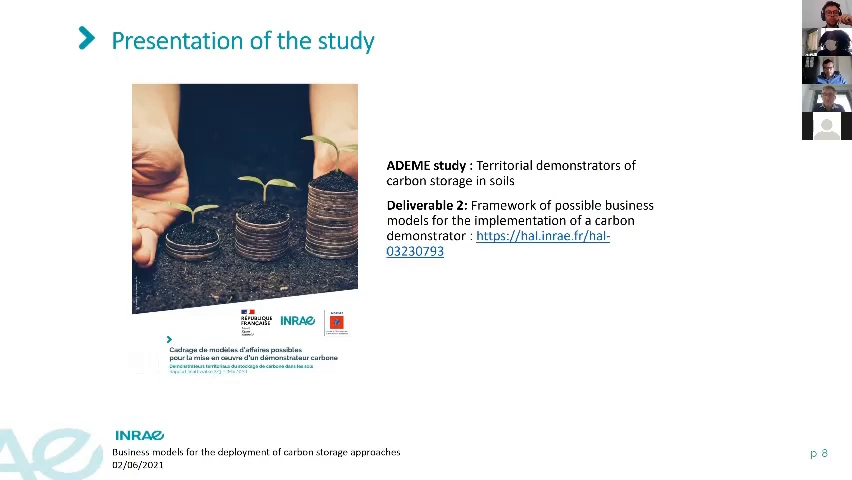 Presentation of the study
ADEME study : Territorial demonstrators of
carbon storage in soils
Deliverable 2: Framework of possible business
models for the implementation of a carbon
demonstrator : https://hal.inrae.fr/hal-
03230793
RÉPUBLIQUE
FRANÇAISE
INRAE
Cadrage de modèles d'affaires possibles
pour la mise en œuvre d'un démonstrateur carbone
Démonstrateurs territoriaux du stockage de carbone dans les sols
INRAE
Business models for the deployment of carbon storage approaches
02/06/2021
p 8